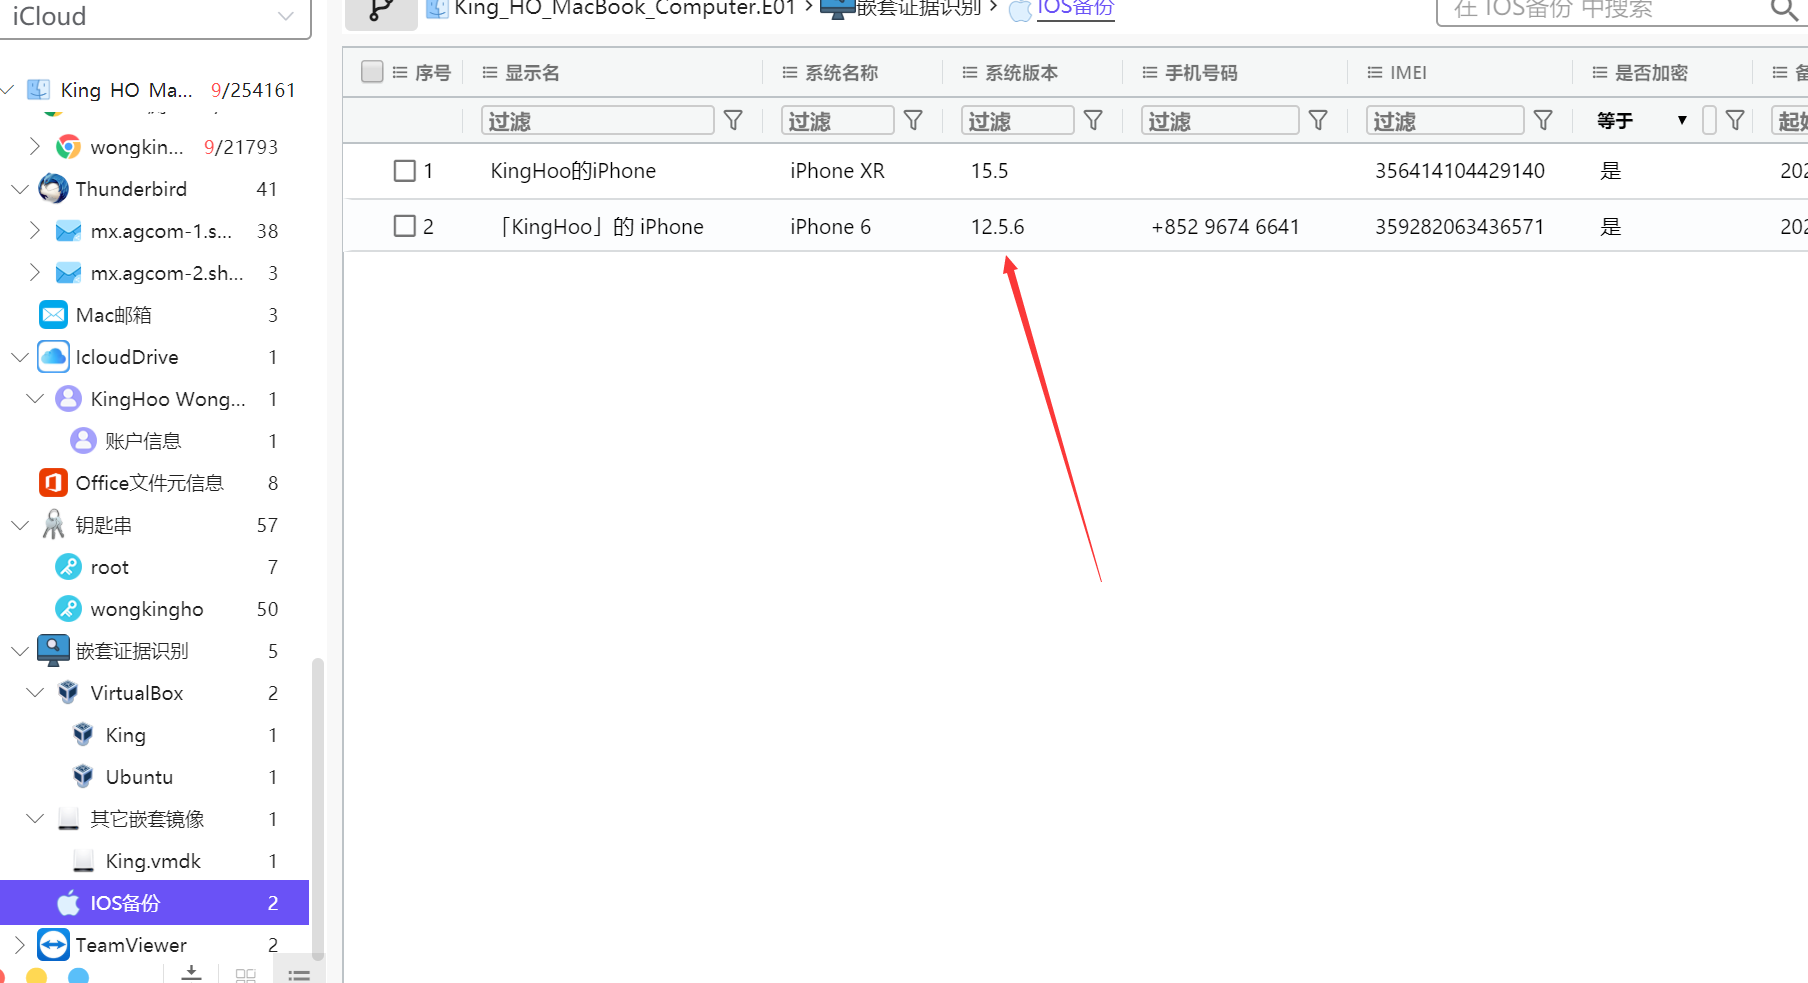 iCloud
King_HO_MacBook_Computer.E01 > 嵌套证据识别 > IOS备份
在 IOS备份 中搜索
King HO Ma... 9/254161
wongkin... 9/21793
Thunderbird 41
mx.agcom-1.s... 38
mx.agcom-2.sh... 3
Mac邮箱 3
IcloudDrive 1
KingHoo Wong... 1
账户信息 1
Office文件元信息 8
钥匙串 57
root 7
wongkingho 50
嵌套证据识别 5
VirtualBox 2
King 1
Ubuntu 1
其它嵌套镜像 1
King.vmdk 1
IOS备份 2
TeamViewer 2
序号 显示名 系统名称 系统版本 手机号码 IMEI 是否加密
过滤 过滤 过滤 过滤 过滤 等于 起始
1 KingHoo的iPhone iPhone XR 15.5 356414104429140 是 202
2 「KingHoo」的 iPhone iPhone 6 12.5.6 +852 9674 6641 359282063436571 是 202